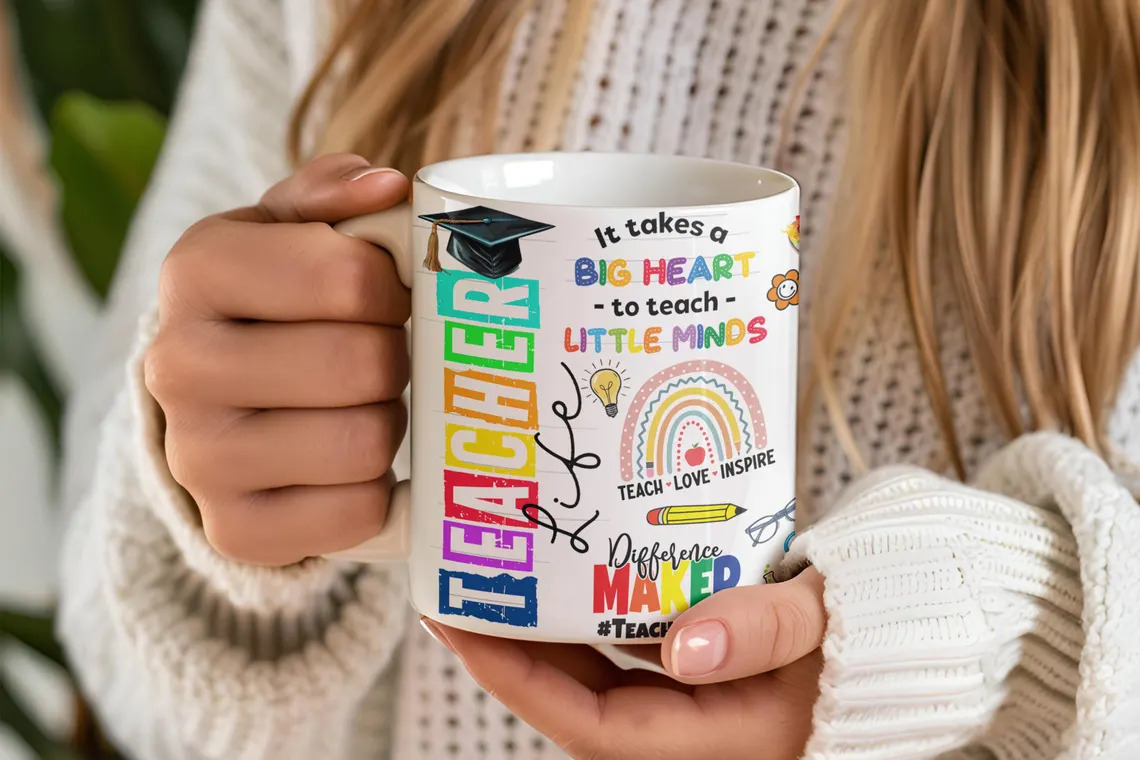 TEACHER
Life
It takes a
BIG HEART
- to teach -
LITTLE MINDS
TEACH LOVE INSPIRE
Difference
MAKER